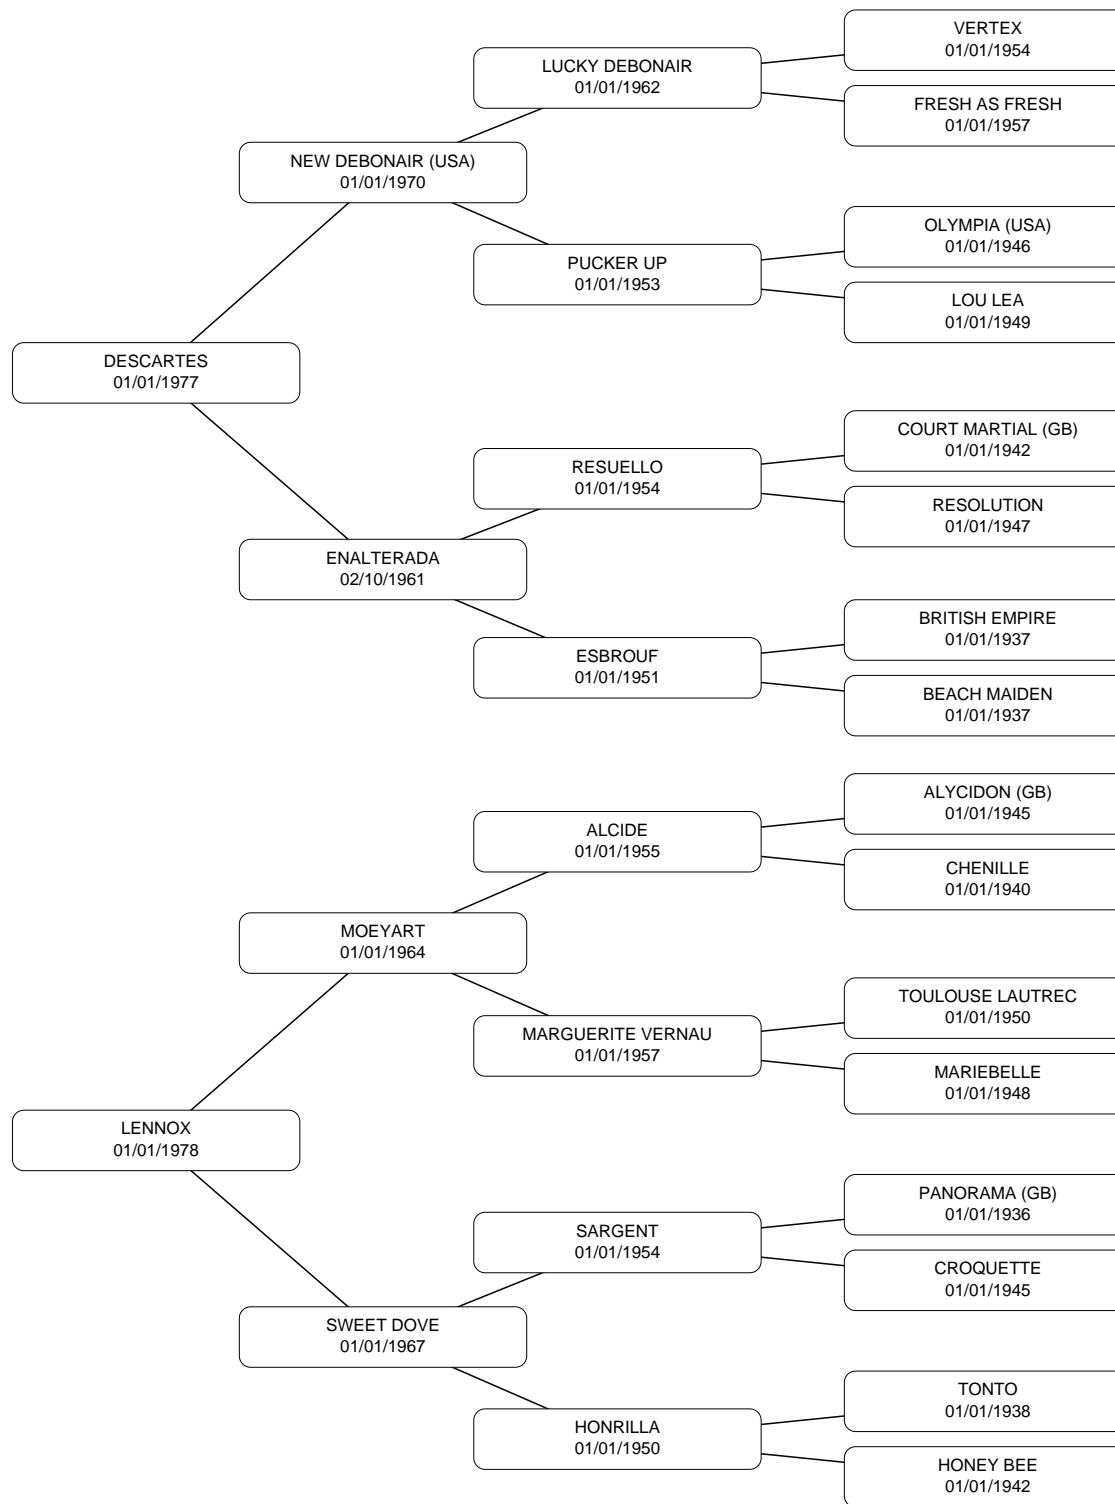 VERTEX
01/01/1954
LUCKY DEBONAIR
01/01/1962
FRESH AS FRESH
01/01/1957
NEW DEBONAIR (USA)
01/01/1970
OLYMPIA (USA)
01/01/1946
PUCKER UP
01/01/1953
LOU LEA
01/01/1949
DESCARTES
01/01/1977
COURT MARTIAL (GB)
01/01/1942
RESUELLO
01/01/1954
RESOLUTION
01/01/1947
ENALTERADA
02/10/1961
BRITISH EMPIRE
01/01/1937
ESBROUF
01/01/1951
BEACH MAIDEN
01/01/1937
ALYCIDON (GB)
01/01/1945
ALCIDE
01/01/1955
CHENILLE
01/01/1940
MOEYART
01/01/1964
TOULOUSE LAUTREC
01/01/1950
MARGUERITE VERNAU
01/01/1957
MARIEBELLE
01/01/1948
LENNOX
01/01/1978
PANORAMA (GB)
01/01/1936
SARGENT
01/01/1954
CROQUETTE
01/01/1945
SWEET DOVE
01/01/1967
TONTO
01/01/1938
HONRILLA
01/01/1950
HONEY BEE
01/01/1942